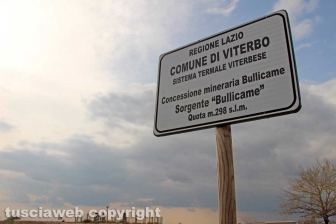 REGIONE LAZIO
COMUNE DI VITERBO
SISTEMA TERMALE VITERBESE
Concessione mineraria Bullicame
Sorgente "Bullicame"
Quota m.298 s.l.m.
tusciaweb copyright